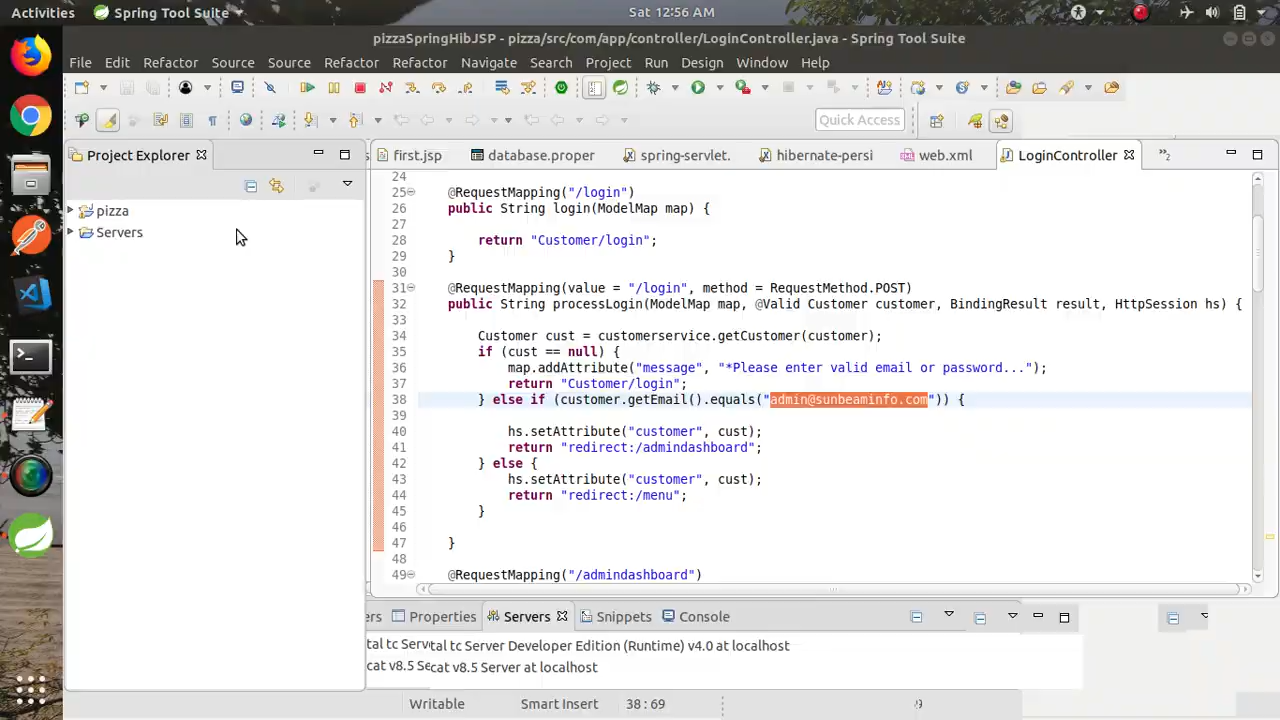 Activities Spring Tool Suite Sat 12:56 AM
pizzaSpringHibJSP - pizza/src/com/app/controller/LoginController.java - Spring Tool Suite
File Edit Refactor Source Source Refactor Refactor Navigate Search Project Run Design Window Help
Quick Access
Project Explorer
pizza
Servers
first.jsp database.proper spring-servlet. hibernate-persi web.xml LoginController
24
25 @RequestMapping("/login")
26 public String login(ModelMap map) {
27
28 return "Customer/login";
29 }
30
31 @RequestMapping(value = "/login", method = RequestMethod.POST)
32 public String processLogin(ModelMap map, @Valid Customer customer, BindingResult result, HttpSession hs) {
33
34 Customer cust = customerservice.getCustomer(customer);
35 if (cust == null) {
36 map.addAttribute("message", "*Please enter valid email or password...");
37 return "Customer/login";
38 } else if (customer.getEmail().equals("admin@sunbeaminfo.com")) {
39
40 hs.setAttribute("customer", cust);
41 return "redirect:/admindashboard";
42 } else {
43 hs.setAttribute("customer", cust);
44 return "redirect:/menu";
45 }
46
47 }
48
49 @RequestMapping("/admindashboard")
ers Properties Servers Snippets Console
tal tc Serv tal tc Server Developer Edition (Runtime) v4.0 at localhost
cat v8.5 Se cat v8.5 Server at localhost
Writable Smart Insert 38:69